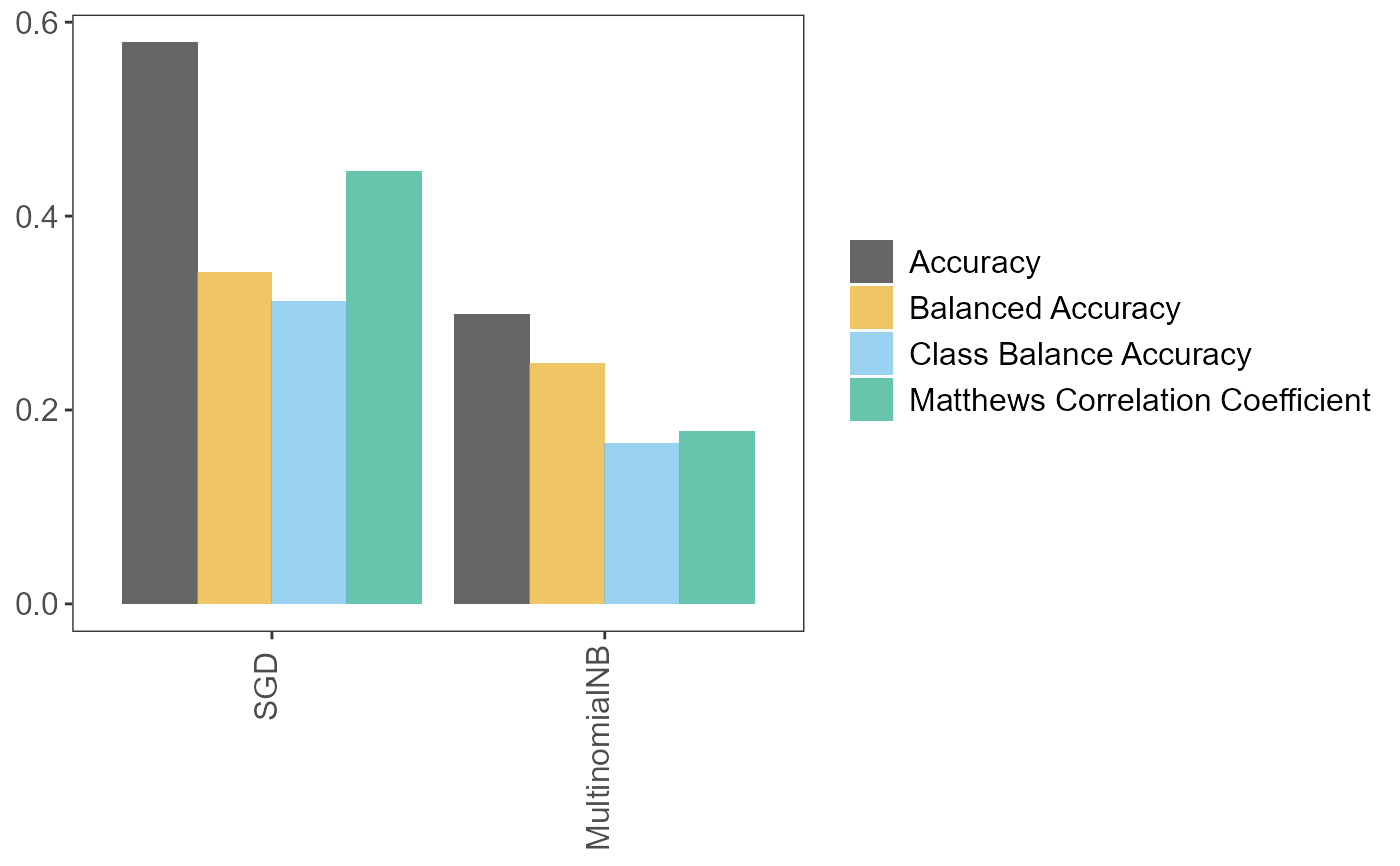 0.6
0.4
0.2
0.0
SGD
MultinomialNB
Accuracy
Balanced Accuracy
Class Balance Accuracy
Matthews Correlation Coefficient